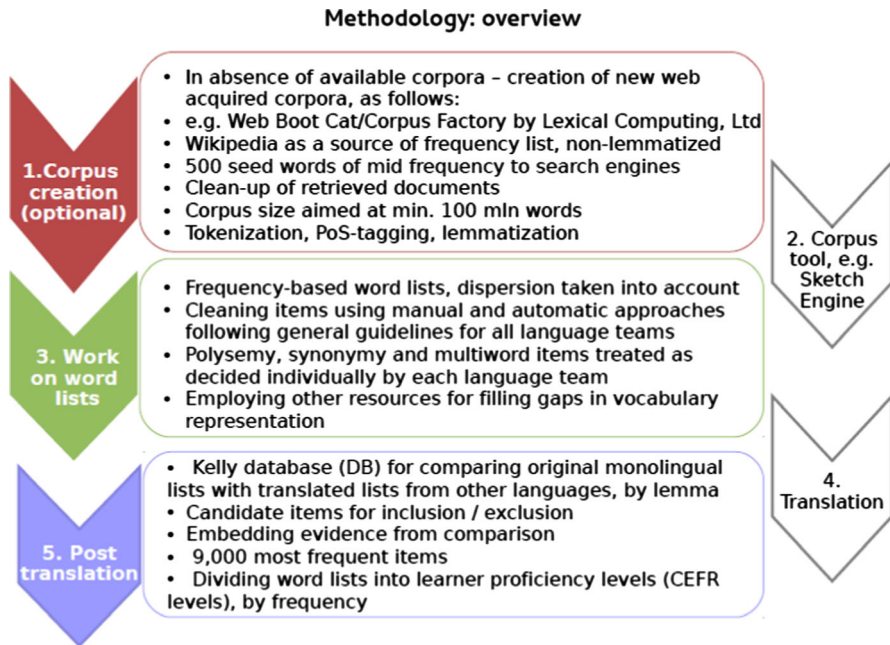 Methodology: overview
1.Corpus
creation
(optional)
• In absence of available corpora – creation of new web
acquired corpora, as follows:
• e.g. Web Boot Cat/Corpus Factory by Lexical Computing, Ltd
• Wikipedia as a source of frequency list, non-lemmatized
• 500 seed words of mid frequency to search engines
• Clean-up of retrieved documents
• Corpus size aimed at min. 100 mln words
• Tokenization, PoS-tagging, lemmatization
2. Corpus
tool, e.g.
Sketch
Engine
3. Work
on word
lists
• Frequency-based word lists, dispersion taken into account
• Cleaning items using manual and automatic approaches
following general guidelines for all language teams
• Polysemy, synonymy and multiword items treated as
decided individually by each language team
• Employing other resources for filling gaps in vocabulary
representation
4.
Translation
5. Post
translation
• Kelly database (DB) for comparing original monolingual
lists with translated lists from other languages, by lemma
• Candidate items for inclusion / exclusion
• Embedding evidence from comparison
• 9,000 most frequent items
• Dividing word lists into learner proficiency levels (CEFR
levels), by frequency